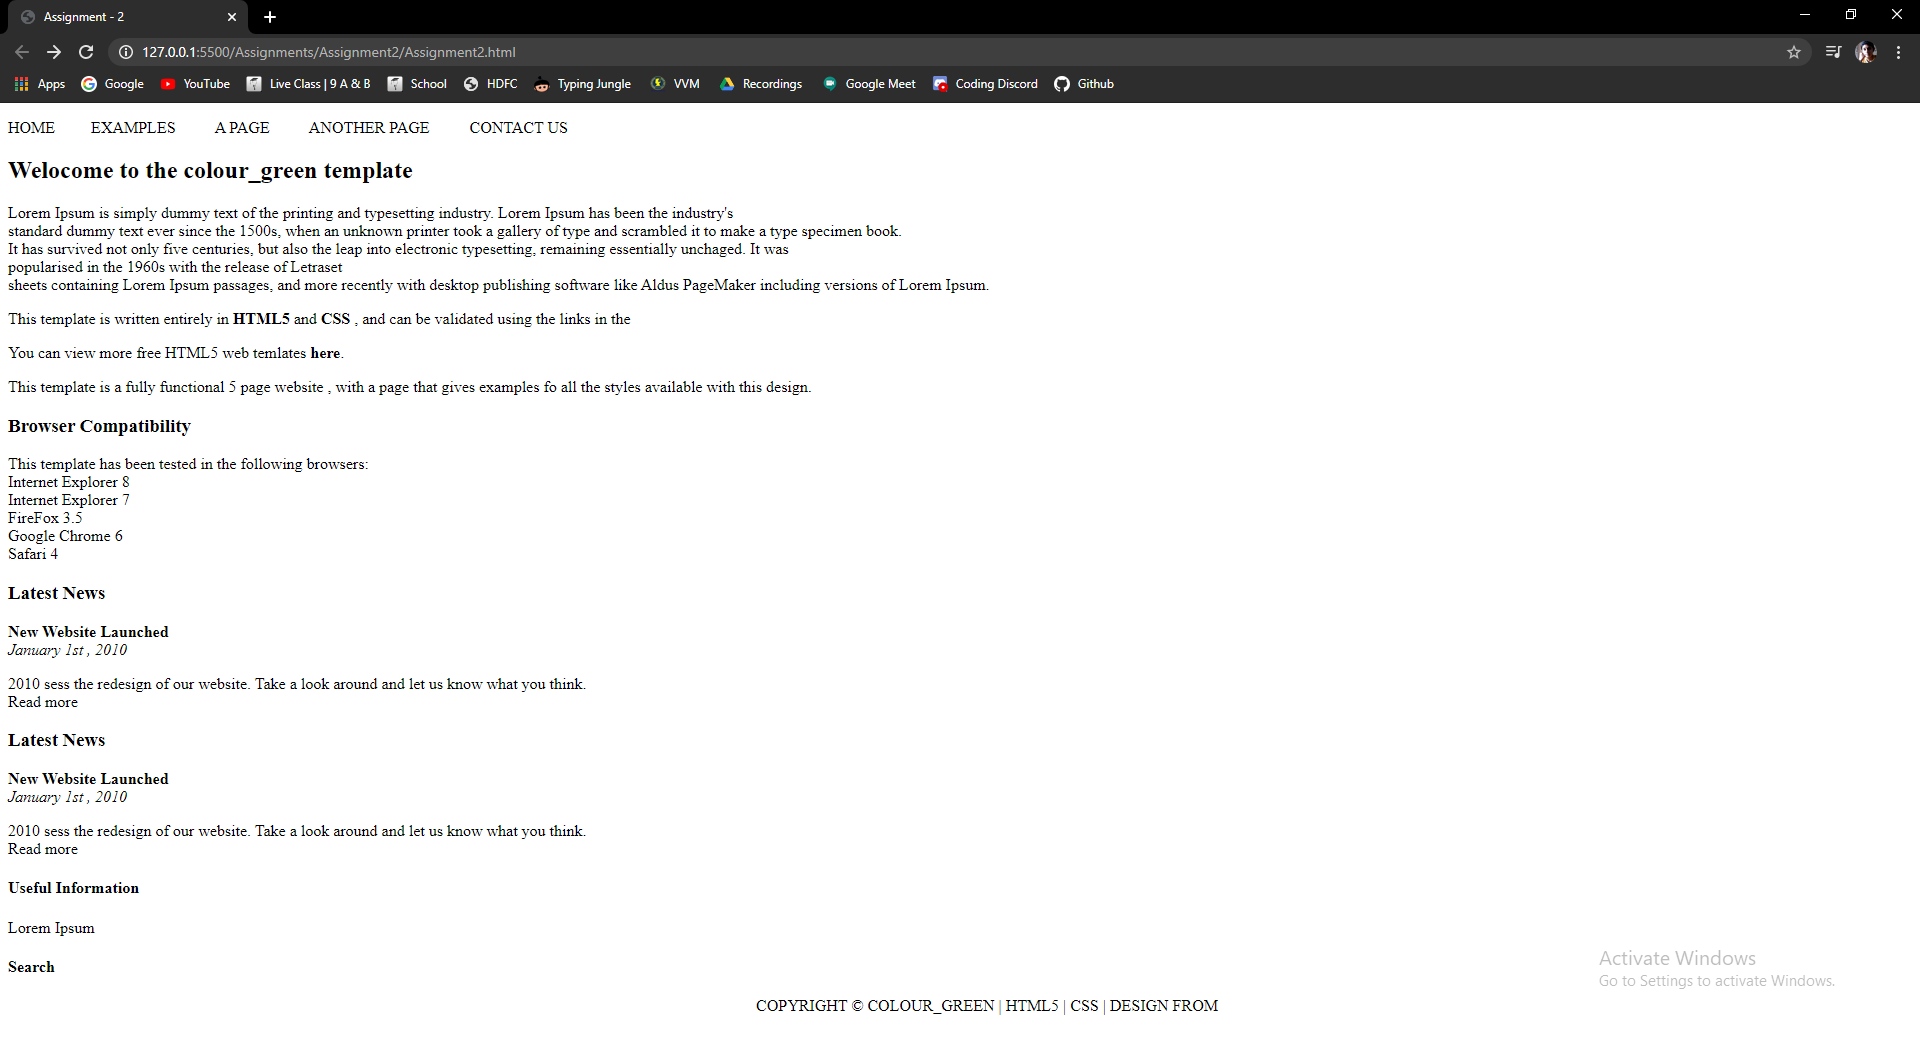 Assignment - 2
127.0.0.1:5500/Assignments/Assignment2/Assignment2.html
Apps Google YouTube Live Class | 9 A & B School HDFC Typing Jungle VVM Recordings Google Meet Coding Discord Github
HOME EXAMPLES A PAGE ANOTHER PAGE CONTACT US
Welocome to the colour_green template
Lorem Ipsum is simply dummy text of the printing and typesetting industry. Lorem Ipsum has been the industry's
standard dummy text ever since the 1500s, when an unknown printer took a gallery of type and scrambled it to make a type specimen book.
It has survived not only five centuries, but also the leap into electronic typesetting, remaining essentially unchaged. It was
popularised in the 1960s with the release of Letraset
sheets containing Lorem Ipsum passages, and more recently with desktop publishing software like Aldus PageMaker including versions of Lorem Ipsum.
This template is written entirely in HTML5 and CSS , and can be validated using the links in the
You can view more free HTML5 web temlates here.
This template is a fully functional 5 page website , with a page that gives examples fo all the styles available with this design.
Browser Compatibility
This template has been tested in the following browsers:
Internet Explorer 8
Internet Explorer 7
FireFox 3.5
Google Chrome 6
Safari 4
Latest News
New Website Launched
January 1st , 2010
2010 sess the redesign of our website. Take a look around and let us know what you think.
Read more
Latest News
New Website Launched
January 1st , 2010
2010 sess the redesign of our website. Take a look around and let us know what you think.
Read more
Useful Information
Lorem Ipsum
Search
Activate Windows
Go to Settings to activate Windows.
COPYRIGHT © COLOUR_GREEN | HTML5 | CSS | DESIGN FROM